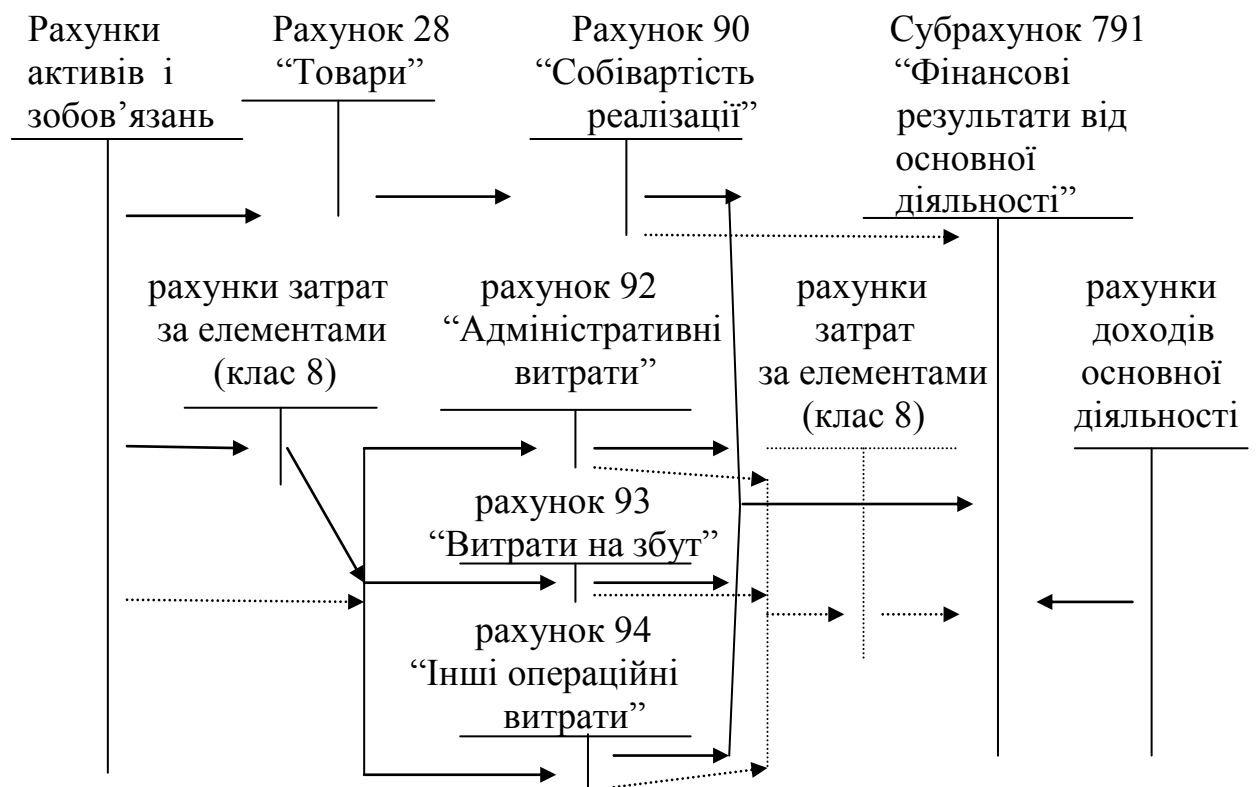 Рахунки
активів і
зобов’язань
Рахунок 28
“Товари”
Рахунок 90
“Собівартість
реалізації”
Субрахунок 791
“Фінансові
результати від
основної
діяльності”
рахунки затрат
за елементами
(клас 8)
рахунок 92
“Адміністративні
витрати”
рахунки
затрат
за елементами
(клас 8)
рахунки
доходів
основної
діяльності
рахунок 93
“Витрати на збут”
рахунок 94
“Інші операційні
витрати”